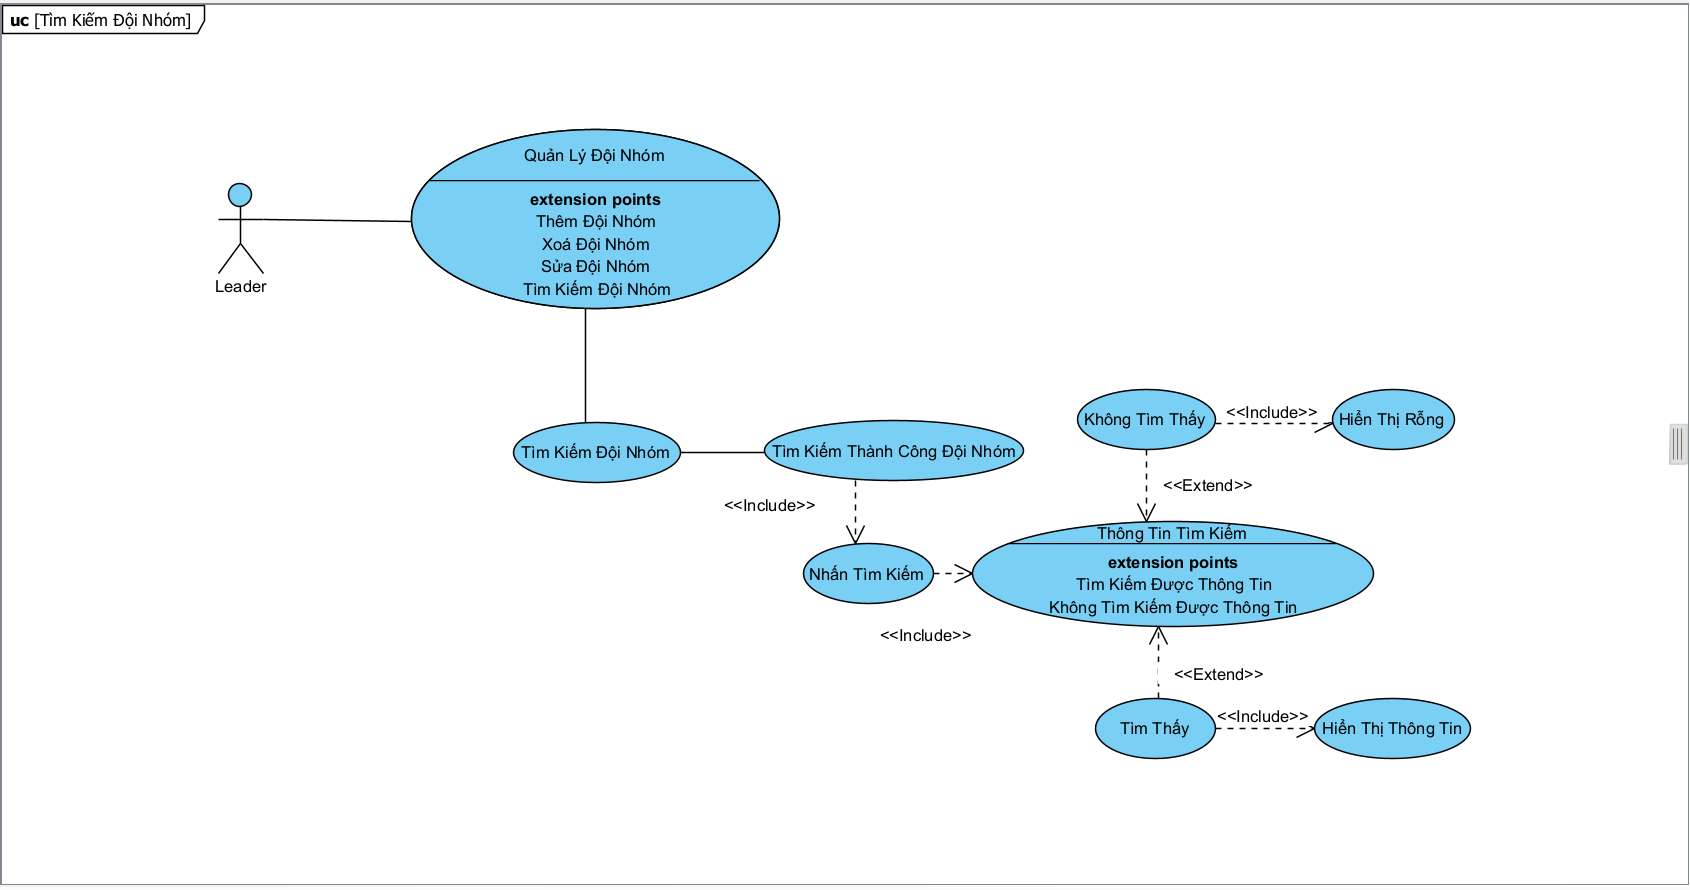 uc [Tìm Kiếm Đội Nhóm]
Quản Lý Đội Nhóm
extension points
Thêm Đội Nhóm
Xoá Đội Nhóm
Sửa Đội Nhóm
Tìm Kiếm Đội Nhóm
Leader
Tìm Kiếm Đội Nhóm
Tìm Kiếm Thành Công Đội Nhóm
<<Include>>
Nhấn Tìm Kiếm
<<Include>>
Không Tìm Thấy
<<Include>>
Hiển Thị Rỗng
<<Extend>>
Thông Tin Tìm Kiếm
extension points
Tìm Kiếm Được Thông Tin
Không Tìm Kiếm Được Thông Tin
<<Extend>>
Tìm Thấy
<<Include>>
Hiển Thị Thông Tin